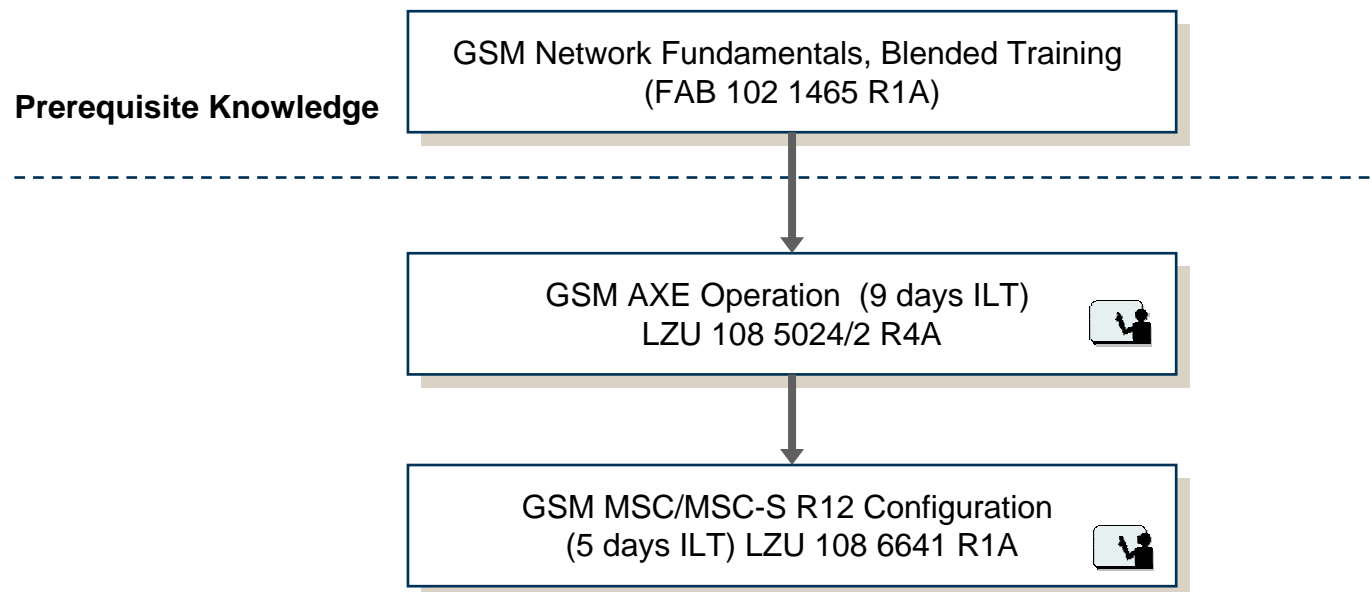 GSM Network Fundamentals, Blended Training
(FAB 102 1465 R1A)
Prerequisite Knowledge
GSM AXE Operation (9 days ILT)
LZU 108 5024/2 R4A
GSM MSC/MSC-S R12 Configuration
(5 days ILT) LZU 108 6641 R1A